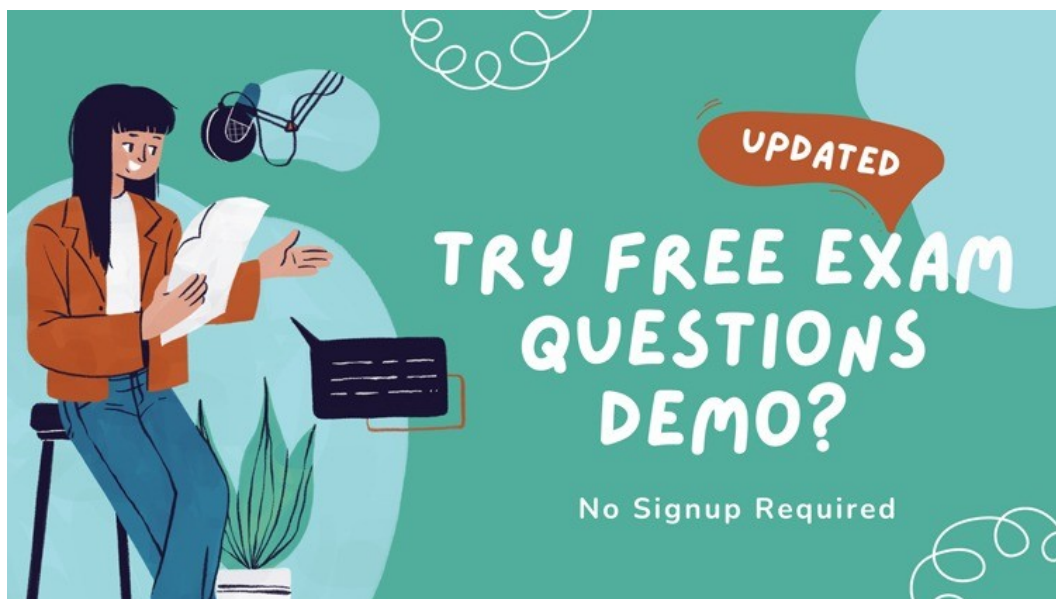 UPDATED
TRY FREE EXAM
QUESTIONS
DEMO?
No Signup Required